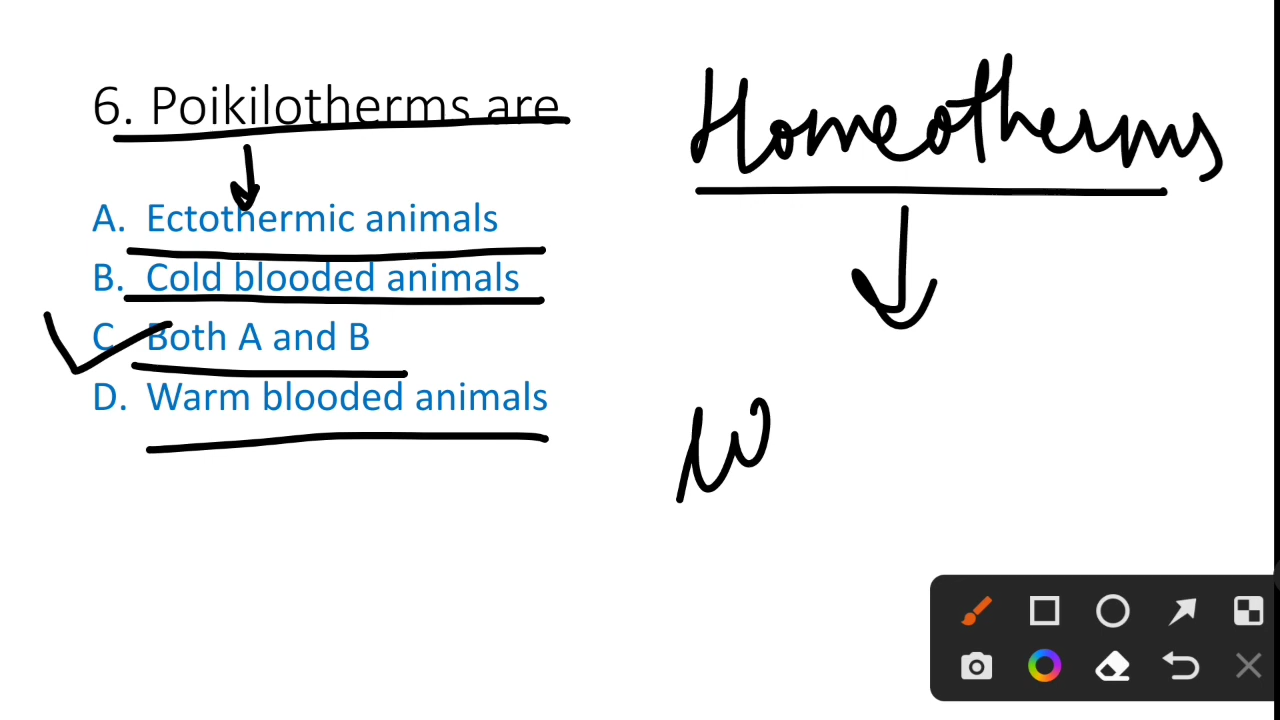 6. Poikilotherms are
A. Ectothermic animals
B. Cold blooded animals
C. Both A and B
D. Warm blooded animals
Homeotherms
w